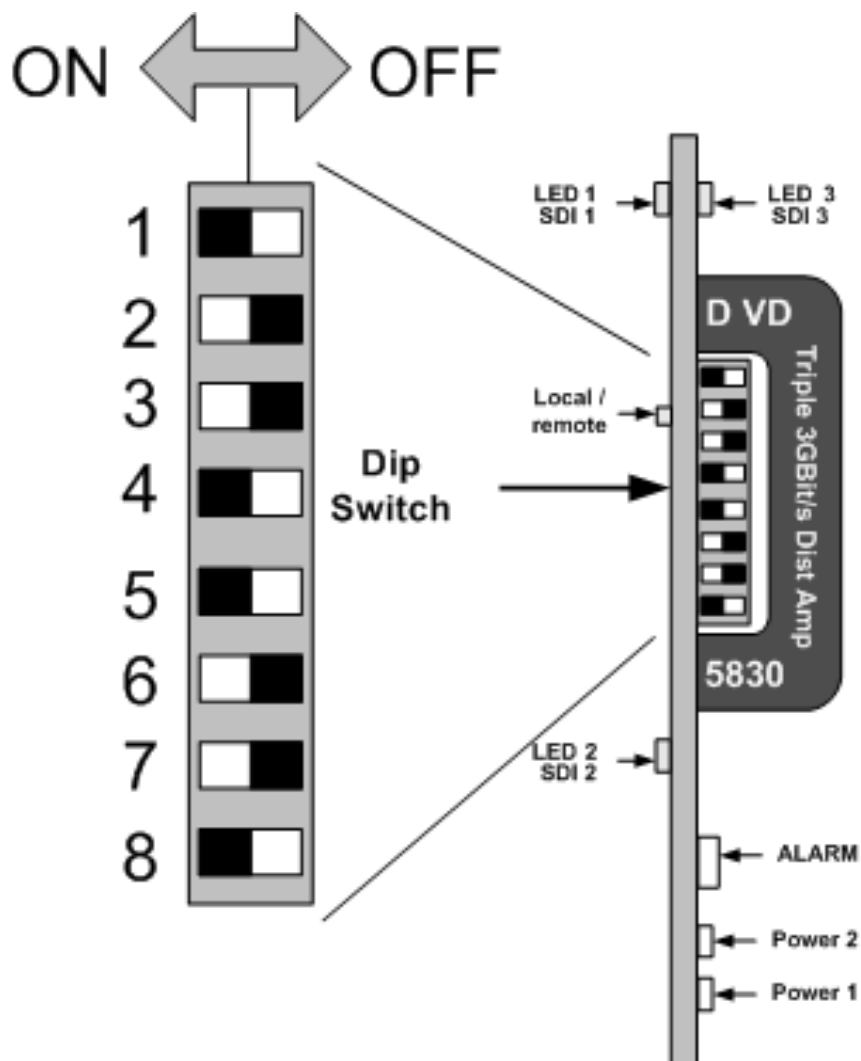 ON OFF
1
2
3
4
5
6
7
8
Dip
Switch
LED 1
SDI 1
LED 3
SDI 3
D VD
Triple 3GBit/s Dist Amp
5830
Local /
remote
LED 2
SDI 2
ALARM
Power 2
Power 1